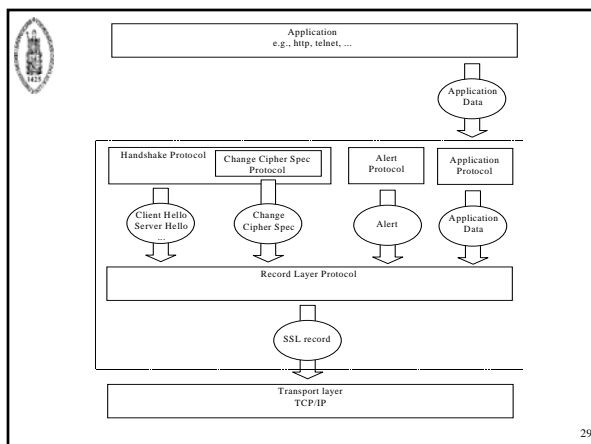 1425
Application
e.g., http, telnet, ...
Application
Data
Handshake Protocol
Change Cipher Spec
Protocol
Alert
Protocol
Application
Protocol
Client Hello
Server Hello
...
Change
Cipher Spec
Alert
Application
Data
Record Layer Protocol
SSL record
Transport layer
TCP/IP
29